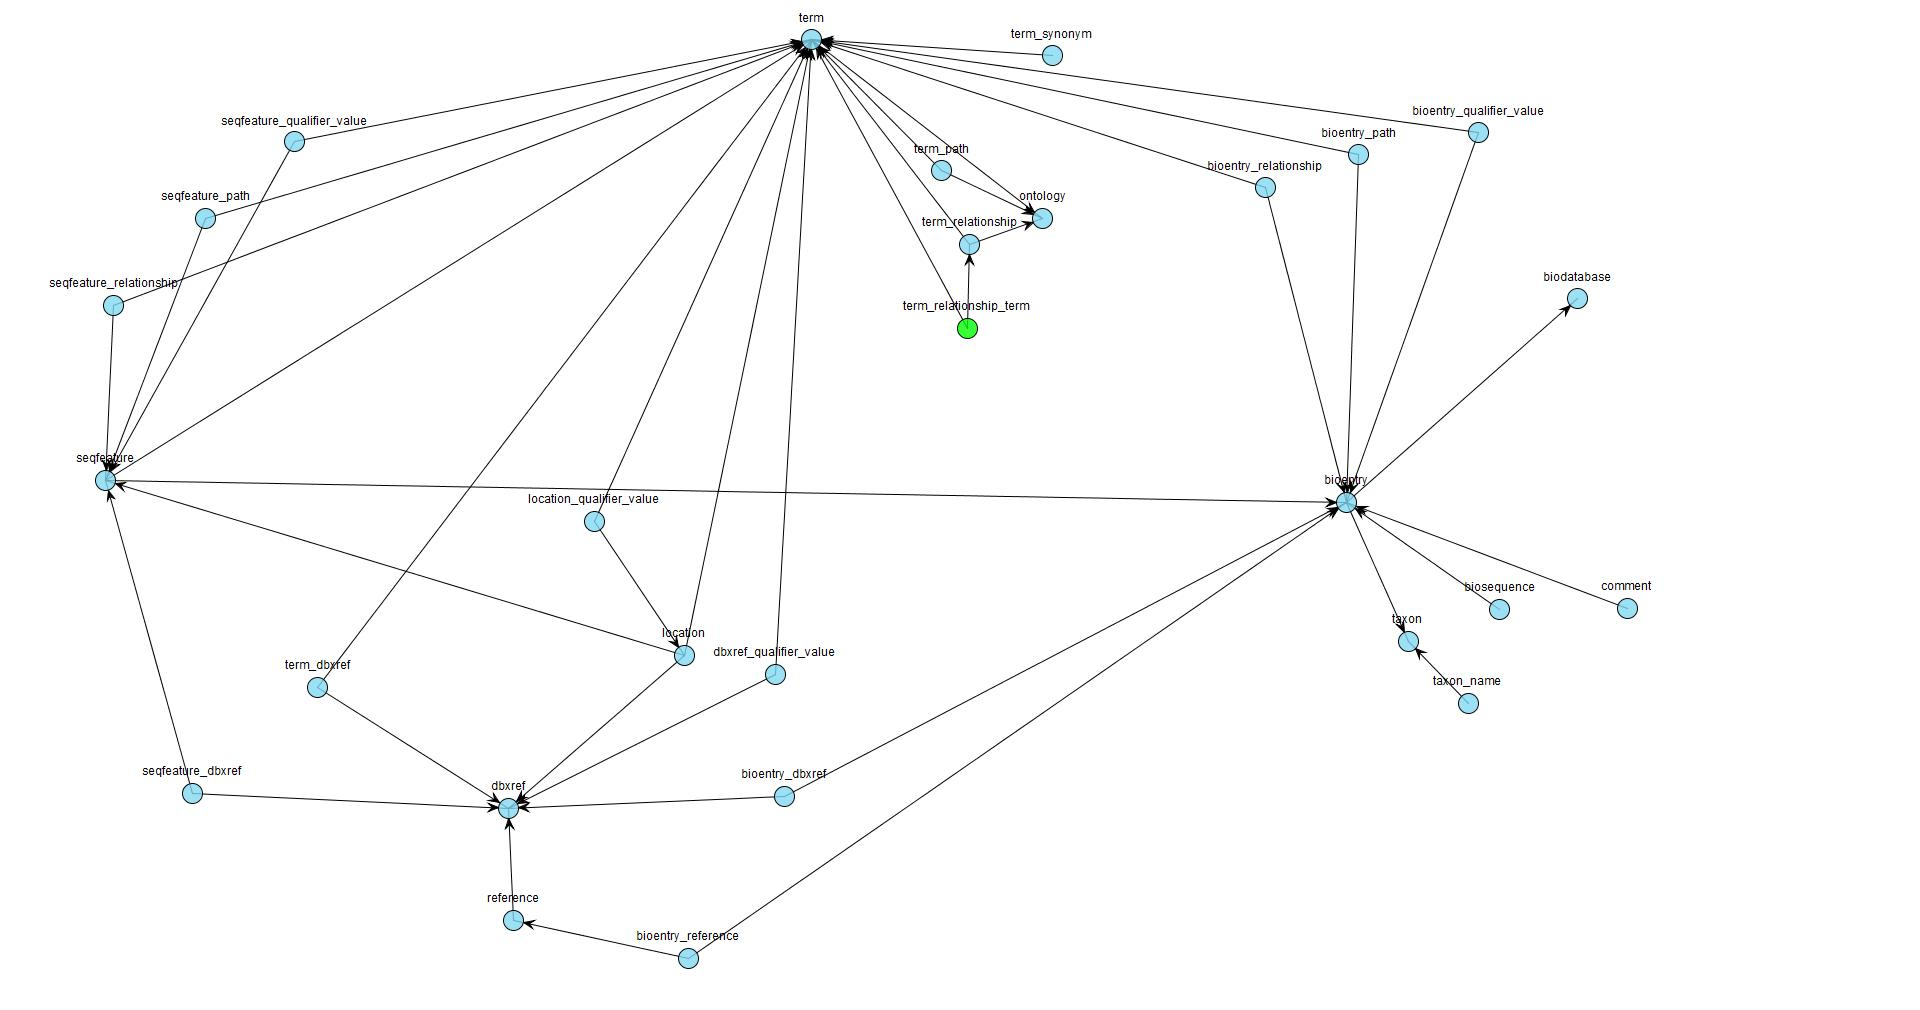 term
term_synonym
bioentry_qualifier_value
seqfeature_qualifier_value
bioentry_path
term_path
bioentry_relationship
seqfeature_path
ontology
term_relationship
biodatabase
seqfeature_relationship
term_relationship_term
seqfeature
bioentry
location_qualifier_value
comment
biosequence
taxon
location
dbxref_qualifier_value
term_dbxref
taxon_name
seqfeature_dbxref
bioentry_dbxref
dbxref
reference
bioentry_reference